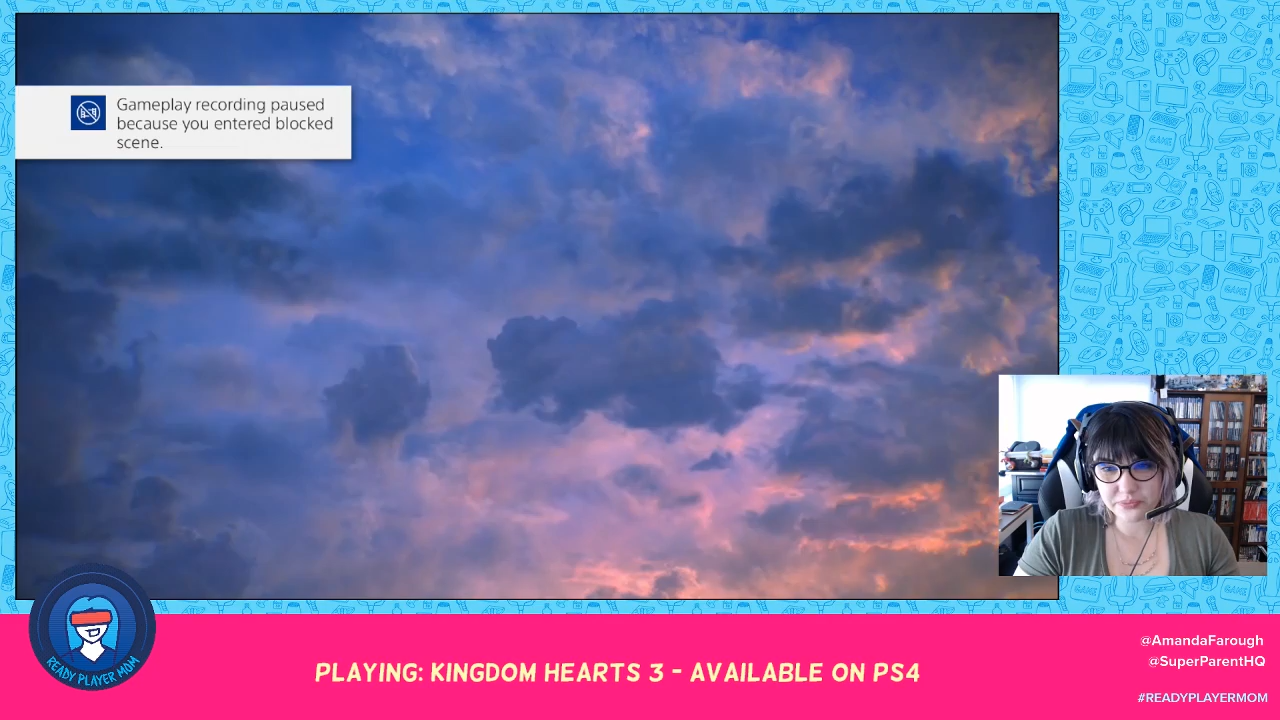 Gameplay recording paused
because you entered blocked
scene.
READY PLAYER MOM
PLAYING: KINGDOM HEARTS 3 - AVAILABLE ON PS4
@AmandaFarough
@SuperParentHQ
#READYPLAYERMOM
GAME